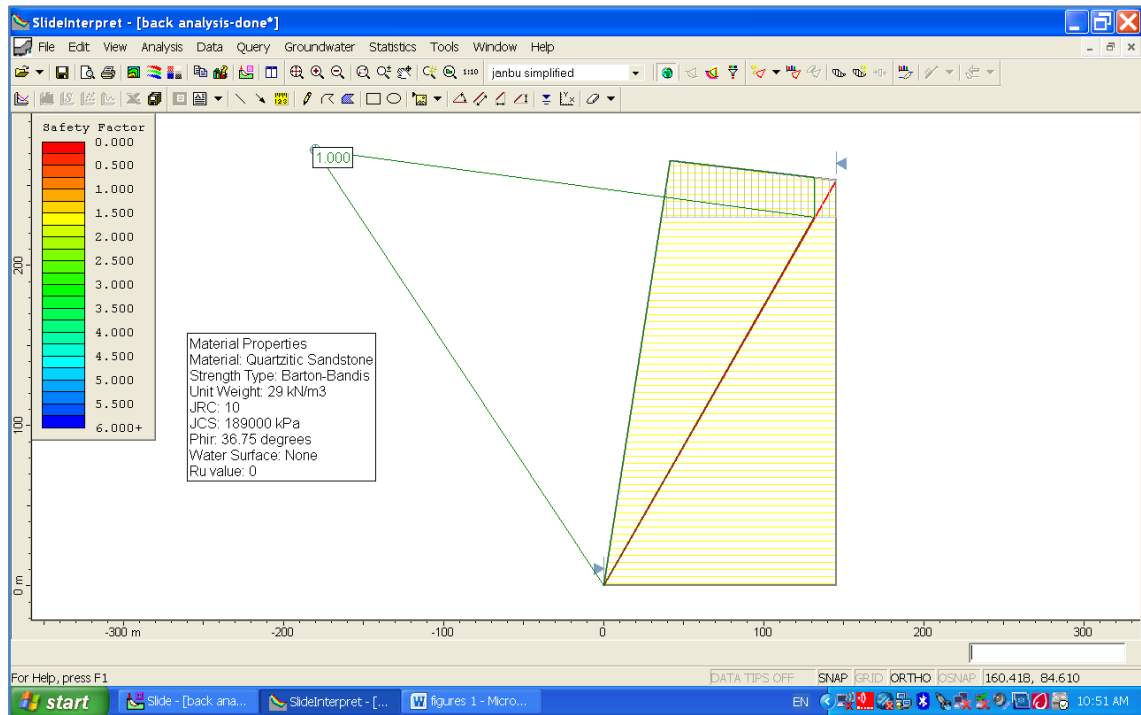 SlideInterpret - [back analysis-done*]
File Edit View Analysis Data Query Groundwater Statistics Tools Window Help
1:10 janbu simplified
Safety Factor
0.000
0.500
1.000
1.500
2.000
2.500
3.000
3.500
4.000
4.500
5.000
5.500
6.000+
1.000
Material Properties
Material: Quartzitic Sandstone
Strength Type: Barton-Bandis
Unit Weight: 29 kN/m3
JRC: 10
JCS: 189000 kPa
Phir: 36.75 degrees
Water Surface: None
Ru value: 0
200
100
0 m
-300 m -200 -100 0 100 200 300
For Help, press F1 DATA TIPS OFF SNAP GRID ORTHO OSNAP 160.418, 84.610
start Slide - [back ana... SlideInterpret - [... figures 1 - Micro... EN 10:51 AM